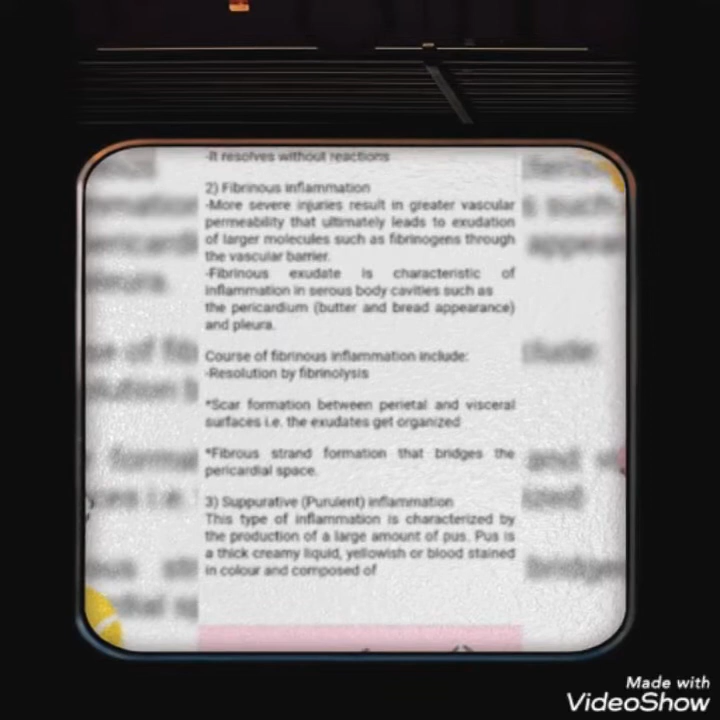 -It resolves without reactions
2) Fibrinous inflammation
-More severe injuries result in greater vascular
permeability that ultimately leads to exudation
of larger molecules such as fibrinogens through
the vascular barrier.
-Fibrinous exudate is characteristic of
inflammation in serous body cavities such as
the pericardium (butter and bread appearance)
and pleura.
Course of fibrinous inflammation include:
-Resolution by fibrinolysis
*Scar formation between perietal and visceral
surfaces i.e. the exudates get organized
*Fibrous strand formation that bridges the
pericardial space.
3) Suppurative (Purulent) inflammation
This type of inflammation is characterized by
the production of a large amount of pus. Pus is
a thick creamy liquid, yellowish or blood stained
in colour and composed of
Made with
VideoShow